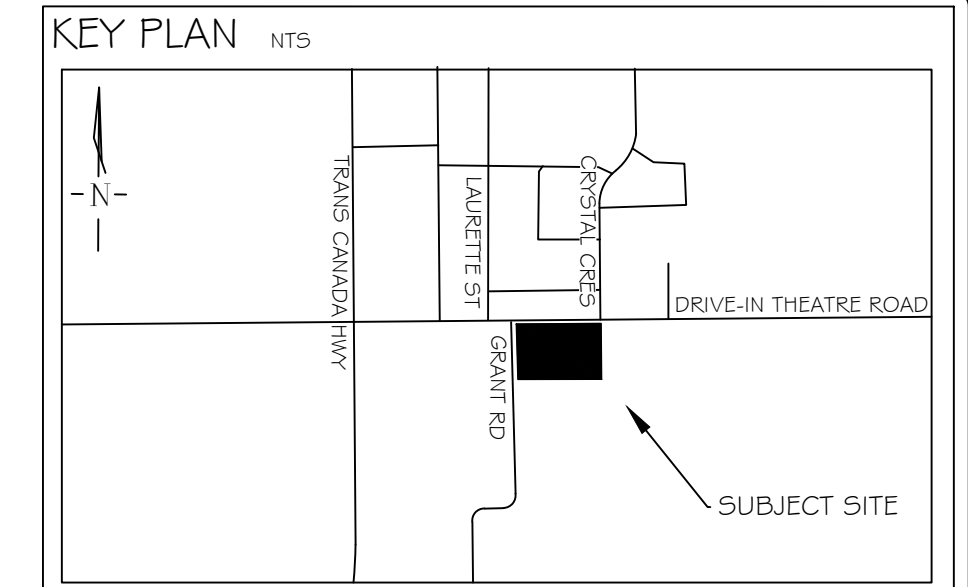 KEY PLAN NTS
-N-
TRANS CANADA HWY
LAURETTE ST
CRYSTAL CRES
DRIVE-IN THEATRE ROAD
GRANT RD
SUBJECT SITE